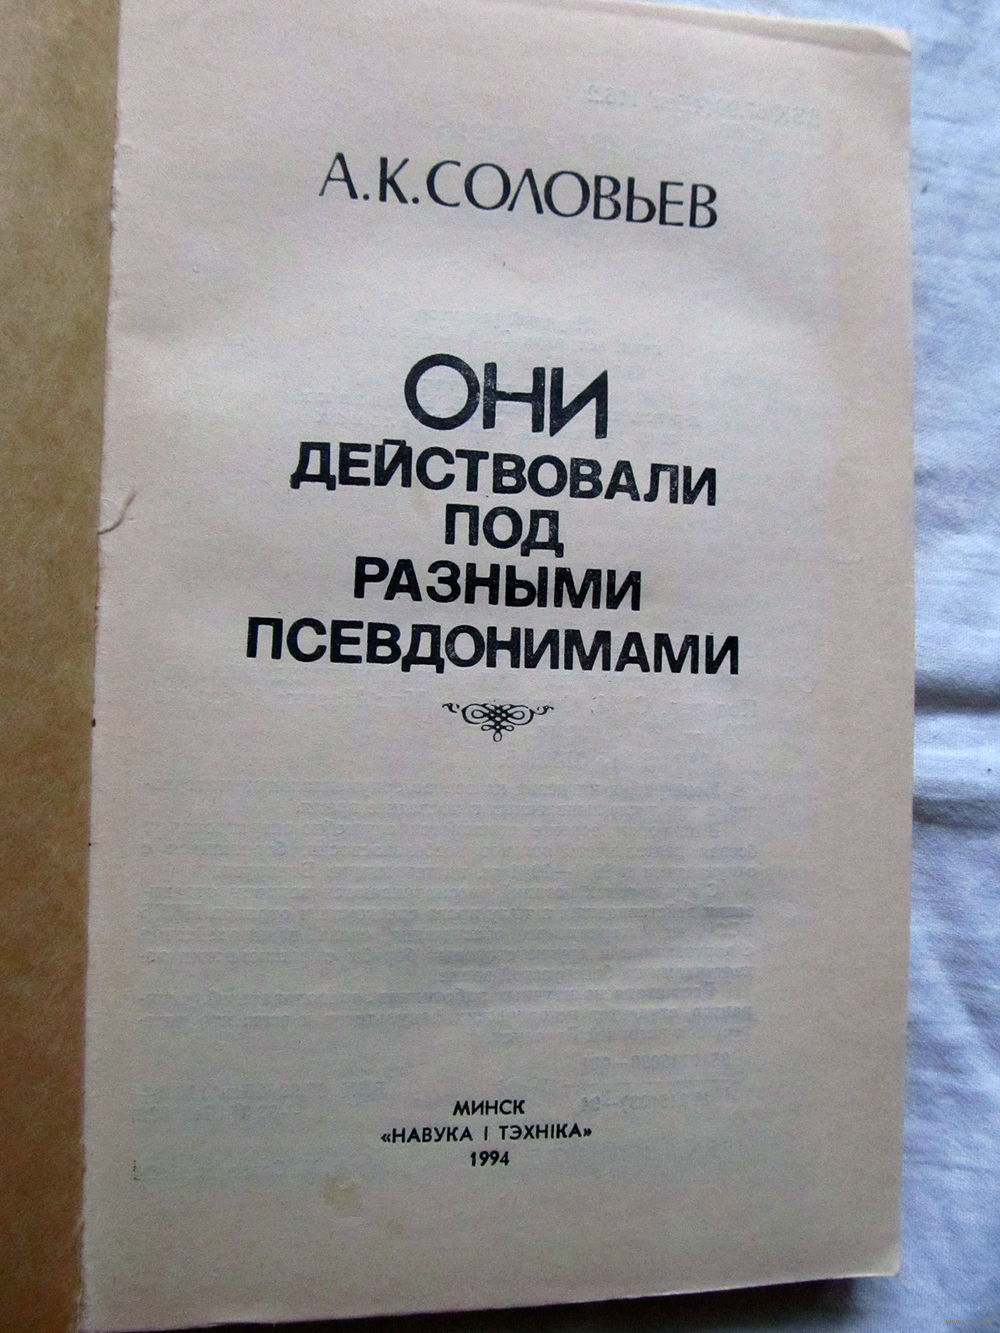 А.К.СОЛОВЬЕВ
ОНИ
ДЕЙСТВОВАЛИ
ПОД
РАЗНЫМИ
ПСЕВДОНИМАМИ
МИНСК
«НАВУКА І ТЭХНІКА»
1994